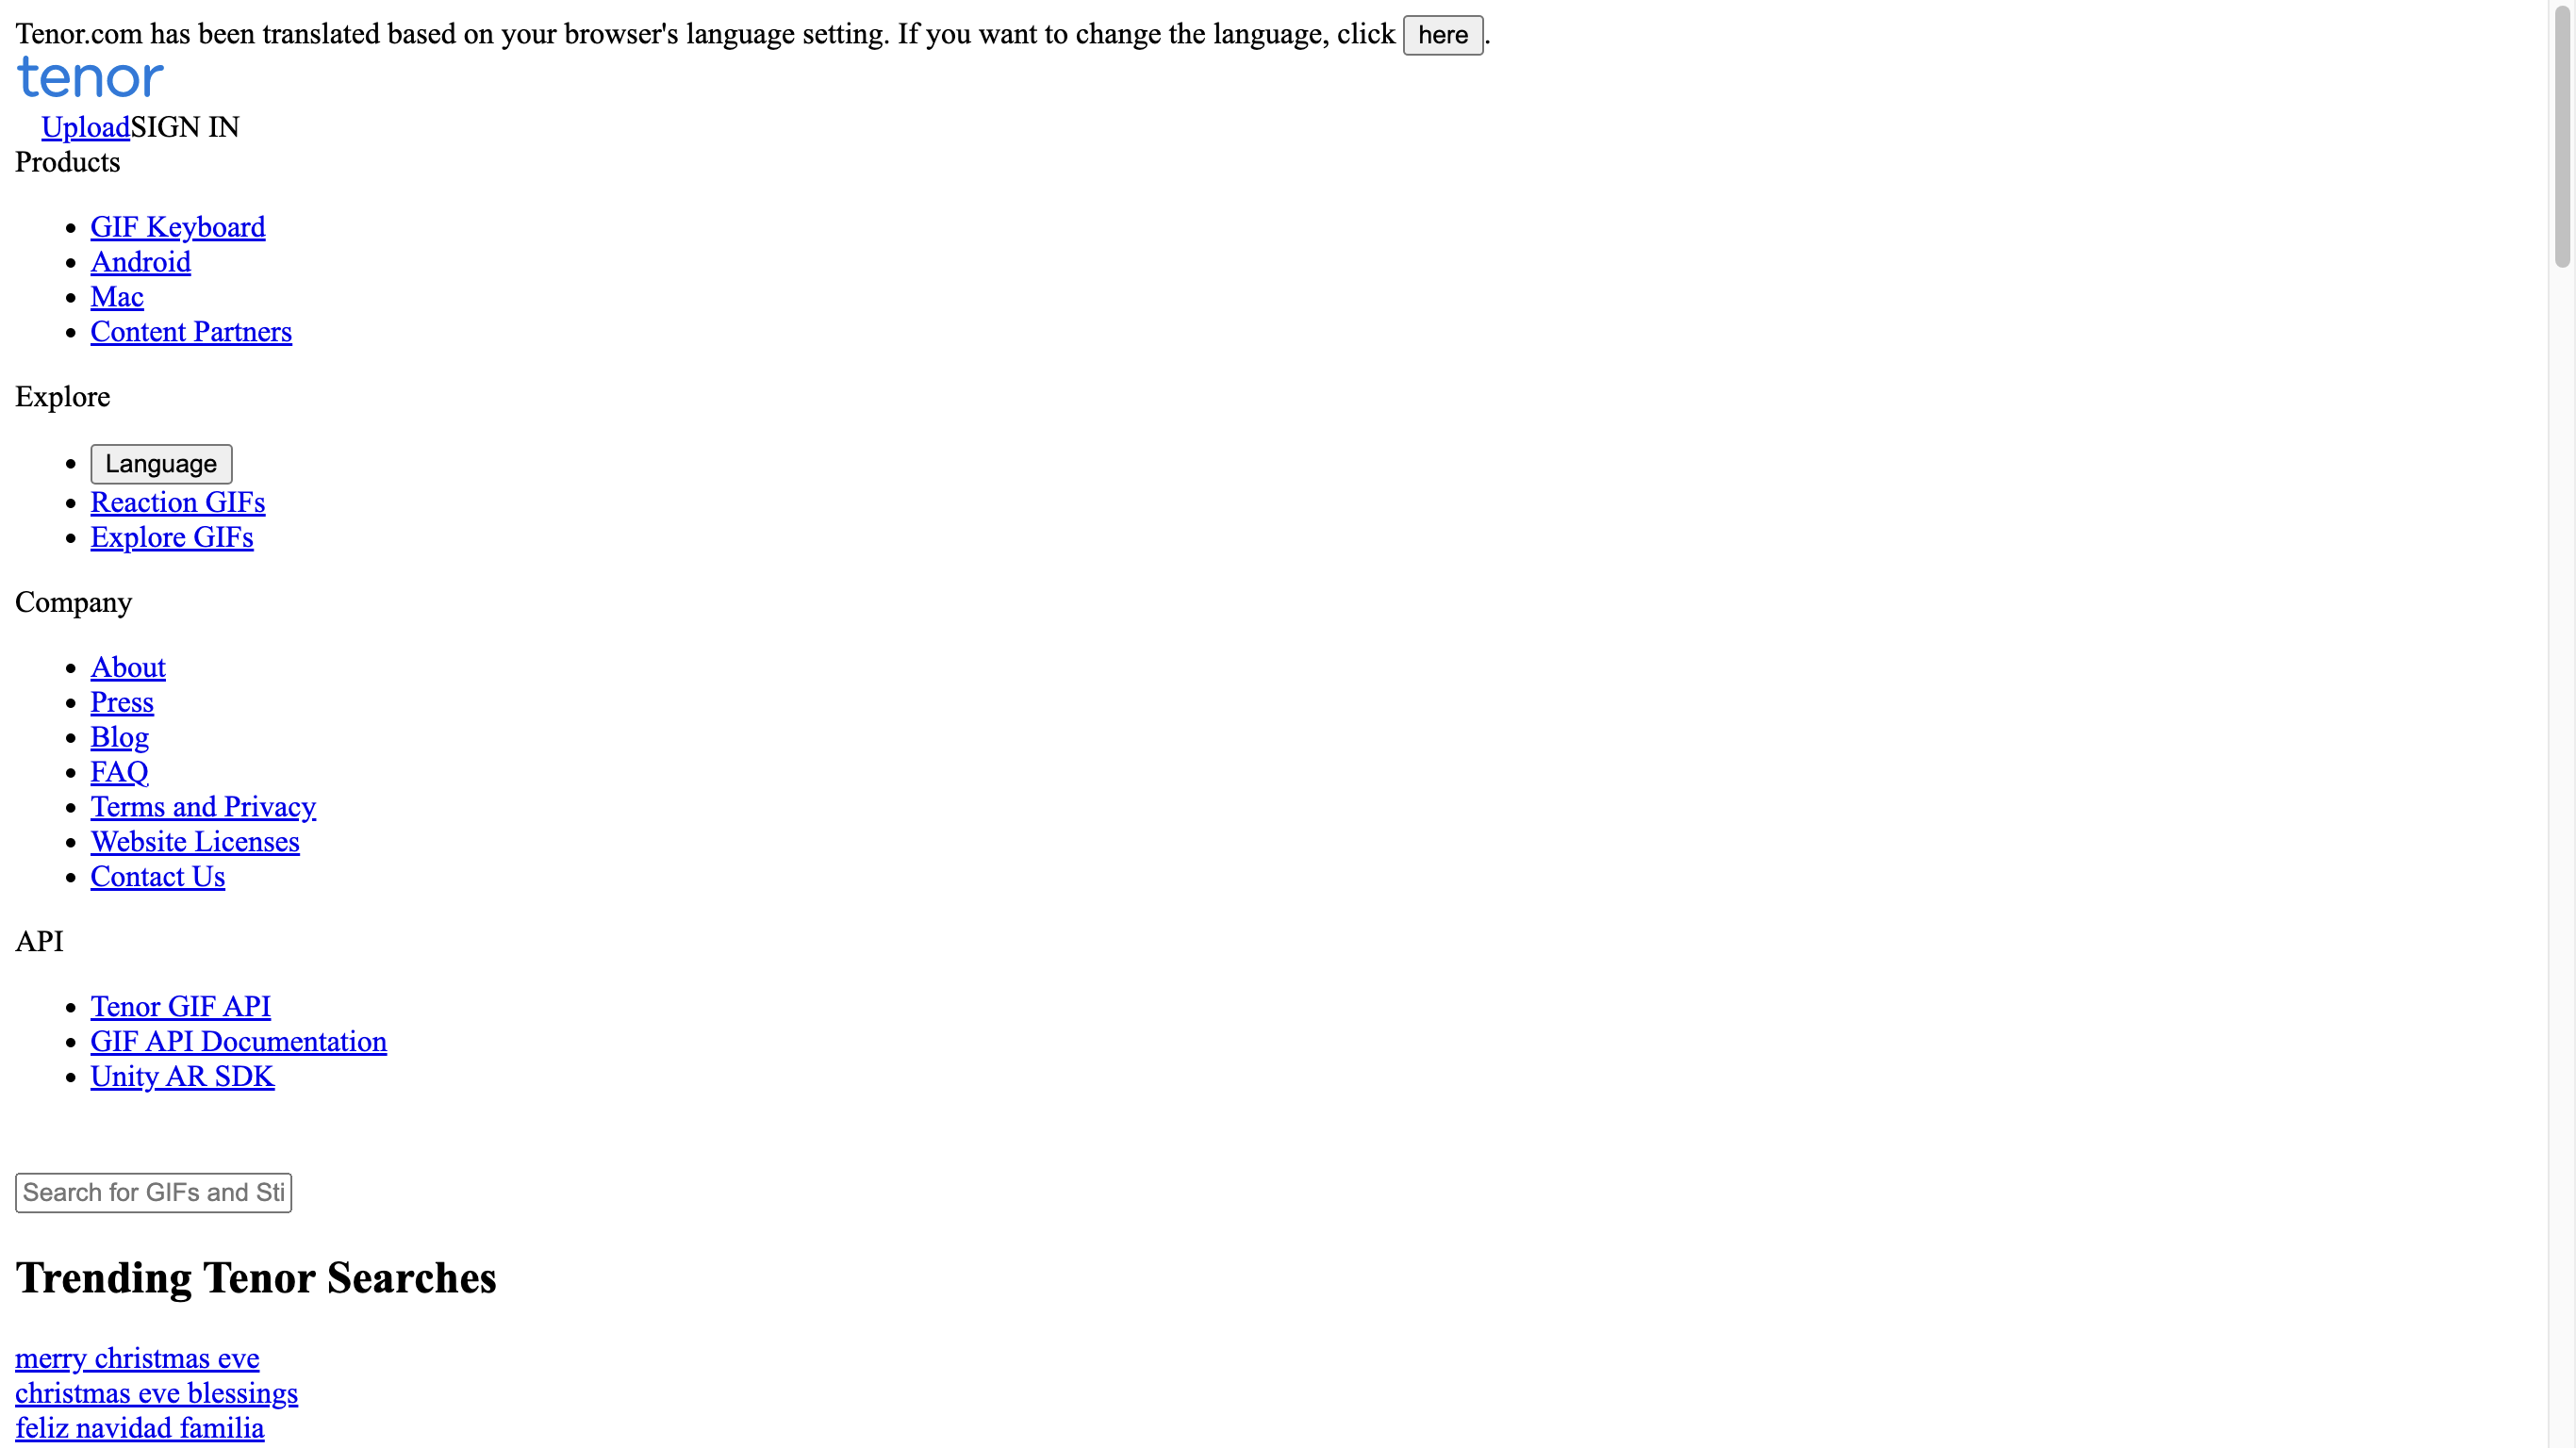 Tenor.com has been translated based on your browser's language setting. If you want to change the language, click here.
tenor
UploadSIGN IN
Products
GIF Keyboard
Android
Mac
Content Partners
Explore
Language
Reaction GIFs
Explore GIFs
Company
About
Press
Blog
FAQ
Terms and Privacy
Website Licenses
Contact Us
API
Tenor GIF API
GIF API Documentation
Unity AR SDK
Search for GIFs and Sti
Trending Tenor Searches
merry christmas eve
christmas eve blessings
feliz navidad familia